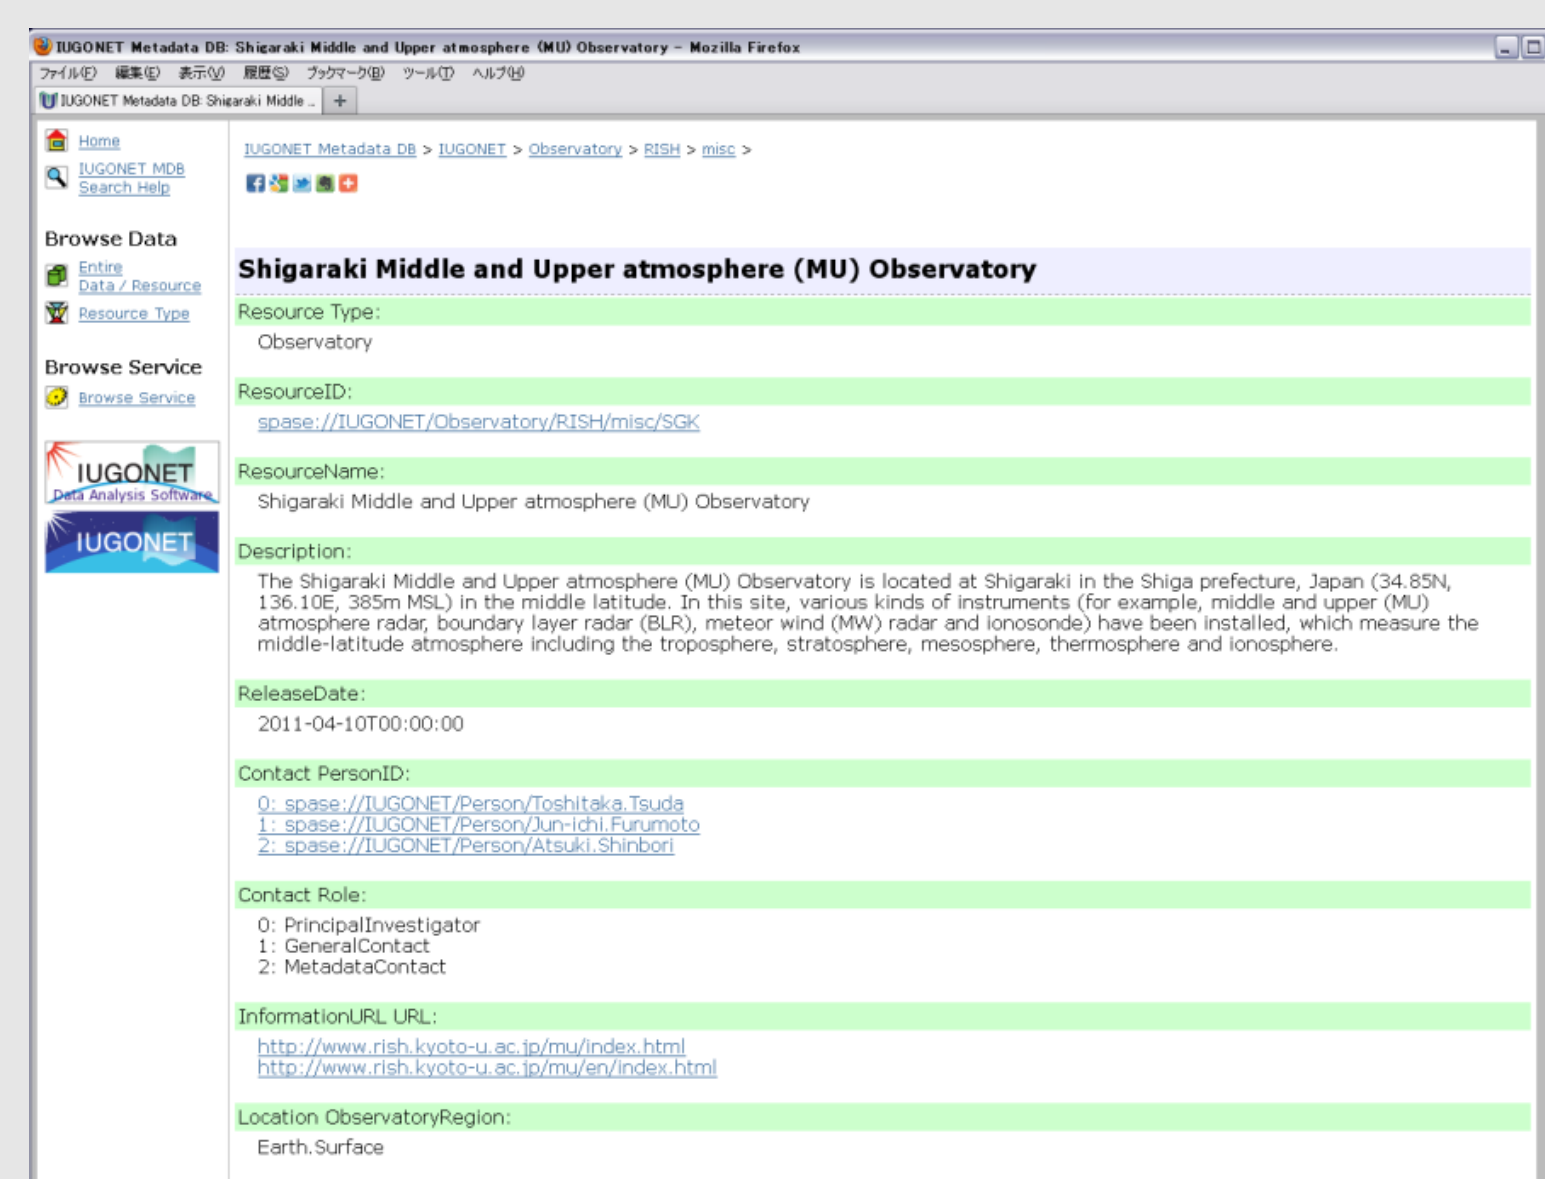 IUGONET Metadata DB: Shigaraki Middle and Upper atmosphere (MU) Observatory - Mozilla Firefox
ファイル(F) 編集(E) 表示(V) 履歴(S) ブックマーク(B) ツール(T) ヘルプ(H)
IUGONET Metadata DB: Shigaraki Middle ... +
Home
IUGONET MDB
Search Help
Browse Data
Entire
Data / Resource
Resource Type
Browse Service
Browse Service
IUGONET
Data Analysis Software
IUGONET
IUGONET Metadata DB > IUGONET > Observatory > RISH > misc >
Shigaraki Middle and Upper atmosphere (MU) Observatory
Resource Type:
Observatory
ResourceID:
spase://IUGONET/Observatory/RISH/misc/SGK
ResourceName:
Shigaraki Middle and Upper atmosphere (MU) Observatory
Description:
The Shigaraki Middle and Upper atmosphere (MU) Observatory is located at Shigaraki in the Shiga prefecture, Japan (34.85N,
136.10E, 385m MSL) in the middle latitude. In this site, various kinds of instruments (for example, middle and upper (MU)
atmosphere radar, boundary layer radar (BLR), meteor wind (MW) radar and ionosonde) have been installed, which measure the
middle-latitude atmosphere including the troposphere, stratosphere, mesosphere, thermosphere and ionosphere.
ReleaseDate:
2011-04-10T00:00:00
Contact PersonID:
0: spase://IUGONET/Person/Toshitaka.Tsuda
1: spase://IUGONET/Person/Jun-ichi.Furumoto
2: spase://IUGONET/Person/Atsuki.Shinbori
Contact Role:
0: PrincipalInvestigator
1: GeneralContact
2: MetadataContact
InformationURL URL:
http://www.rish.kyoto-u.ac.jp/mu/index.html
http://www.rish.kyoto-u.ac.jp/mu/en/index.html
Location ObservatoryRegion:
Earth.Surface